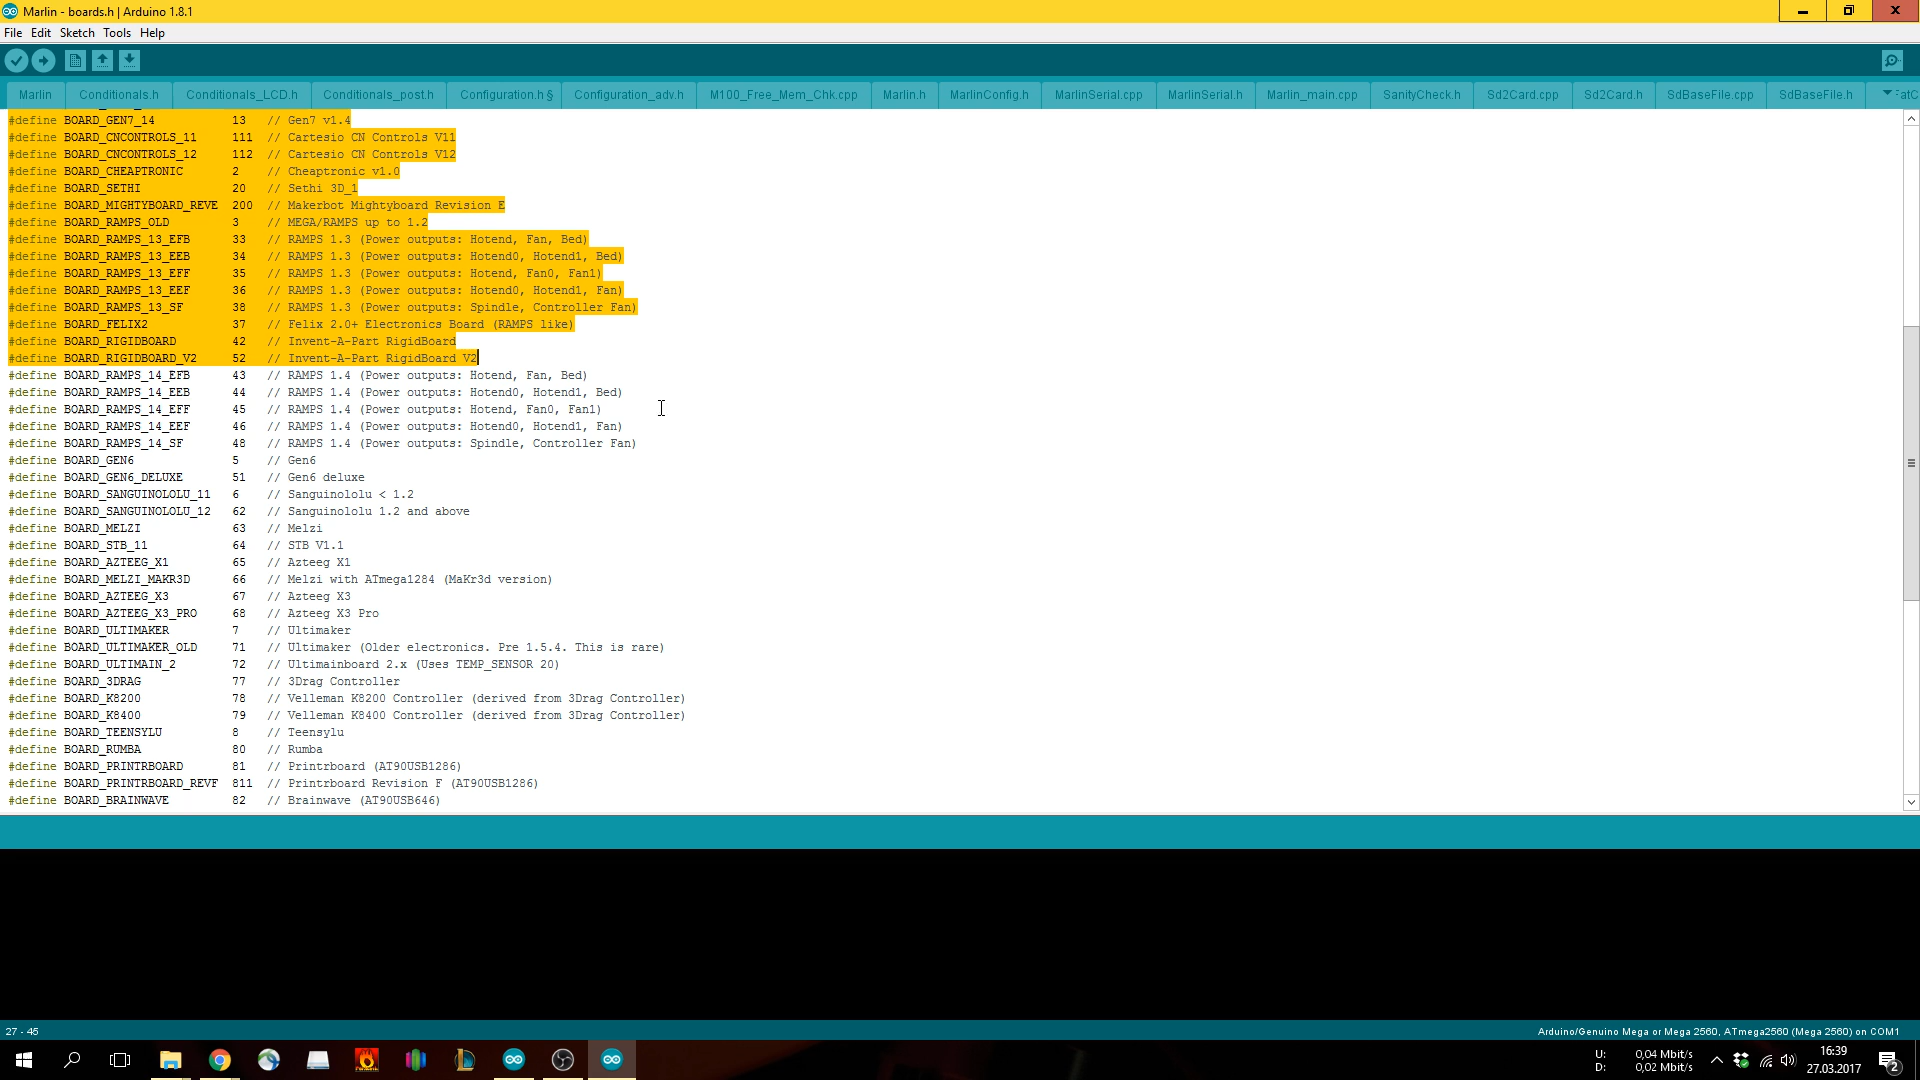 Marlin - boards.h | Arduino 1.8.1
File Edit Sketch Tools Help
Marlin Conditionals.h Conditionals_LCD.h Conditionals_post.h Configuration.h § Configuration_adv.h M100_Free_Mem_Chk.cpp Marlin.h MarlinConfig.h MarlinSerial.cpp MarlinSerial.h Marlin_main.cpp SanityCheck.h Sd2Card.cpp Sd2Card.h SdBaseFile.cpp SdBaseFile.h
#define BOARD_GEN7_14 13 // Gen7 v1.4
#define BOARD_CNCONTROLS_11 111 // Cartesio CN Controls V11
#define BOARD_CNCONTROLS_12 112 // Cartesio CN Controls V12
#define BOARD_CHEAPTRONIC 2 // Cheaptronic v1.0
#define BOARD_SETHI 20 // Sethi 3D_1
#define BOARD_MIGHTYBOARD_REVE 200 // Makerbot Mightyboard Revision E
#define BOARD_RAMPS_OLD 3 // MEGA/RAMPS up to 1.2
#define BOARD_RAMPS_13_EFB 33 // RAMPS 1.3 (Power outputs: Hotend, Fan, Bed)
#define BOARD_RAMPS_13_EEB 34 // RAMPS 1.3 (Power outputs: Hotend0, Hotend1, Bed)
#define BOARD_RAMPS_13_EFF 35 // RAMPS 1.3 (Power outputs: Hotend, Fan0, Fan1)
#define BOARD_RAMPS_13_EEF 36 // RAMPS 1.3 (Power outputs: Hotend0, Hotend1, Fan)
#define BOARD_RAMPS_13_SF 38 // RAMPS 1.3 (Power outputs: Spindle, Controller Fan)
#define BOARD_FELIX2 37 // Felix 2.0+ Electronics Board (RAMPS like)
#define BOARD_RIGIDBOARD 42 // Invent-A-Part RigidBoard
#define BOARD_RIGIDBOARD_V2 52 // Invent-A-Part RigidBoard V2
#define BOARD_RAMPS_14_EFB 43 // RAMPS 1.4 (Power outputs: Hotend, Fan, Bed)
#define BOARD_RAMPS_14_EEB 44 // RAMPS 1.4 (Power outputs: Hotend0, Hotend1, Bed)
#define BOARD_RAMPS_14_EFF 45 // RAMPS 1.4 (Power outputs: Hotend, Fan0, Fan1)
#define BOARD_RAMPS_14_EEF 46 // RAMPS 1.4 (Power outputs: Hotend0, Hotend1, Fan)
#define BOARD_RAMPS_14_SF 48 // RAMPS 1.4 (Power outputs: Spindle, Controller Fan)
#define BOARD_GEN6 5 // Gen6
#define BOARD_GEN6_DELUXE 51 // Gen6 deluxe
#define BOARD_SANGUINOLOLU_11 6 // Sanguinololu < 1.2
#define BOARD_SANGUINOLOLU_12 62 // Sanguinololu 1.2 and above
#define BOARD_MELZI 63 // Melzi
#define BOARD_STB_11 64 // STB V1.1
#define BOARD_AZTEEG_X1 65 // Azteeg X1
#define BOARD_MELZI_MAKR3D 66 // Melzi with ATmega1284 (MaKr3d version)
#define BOARD_AZTEEG_X3 67 // Azteeg X3
#define BOARD_AZTEEG_X3_PRO 68 // Azteeg X3 Pro
#define BOARD_ULTIMAKER 7 // Ultimaker
#define BOARD_ULTIMAKER_OLD 71 // Ultimaker (Older electronics. Pre 1.5.4. This is rare)
#define BOARD_ULTIMAIN_2 72 // Ultimainboard 2.x (Uses TEMP_SENSOR 20)
#define BOARD_3DRAG 77 // 3Drag Controller
#define BOARD_K8200 78 // Velleman K8200 Controller (derived from 3Drag Controller)
#define BOARD_K8400 79 // Velleman K8400 Controller (derived from 3Drag Controller)
#define BOARD_TEENSYLU 8 // Teensylu
#define BOARD_RUMBA 80 // Rumba
#define BOARD_PRINTRBOARD 81 // Printrboard (AT90USB1286)
#define BOARD_PRINTRBOARD_REVF 811 // Printrboard Revision F (AT90USB1286)
#define BOARD_BRAINWAVE 82 // Brainwave (AT90USB646)
27 - 45
Arduino/Genuino Mega or Mega 2560, ATmega2560 (Mega 2560) on COM1
U: 0,04 Mbit/s
D: 0,02 Mbit/s
16:39
27.03.2017
2